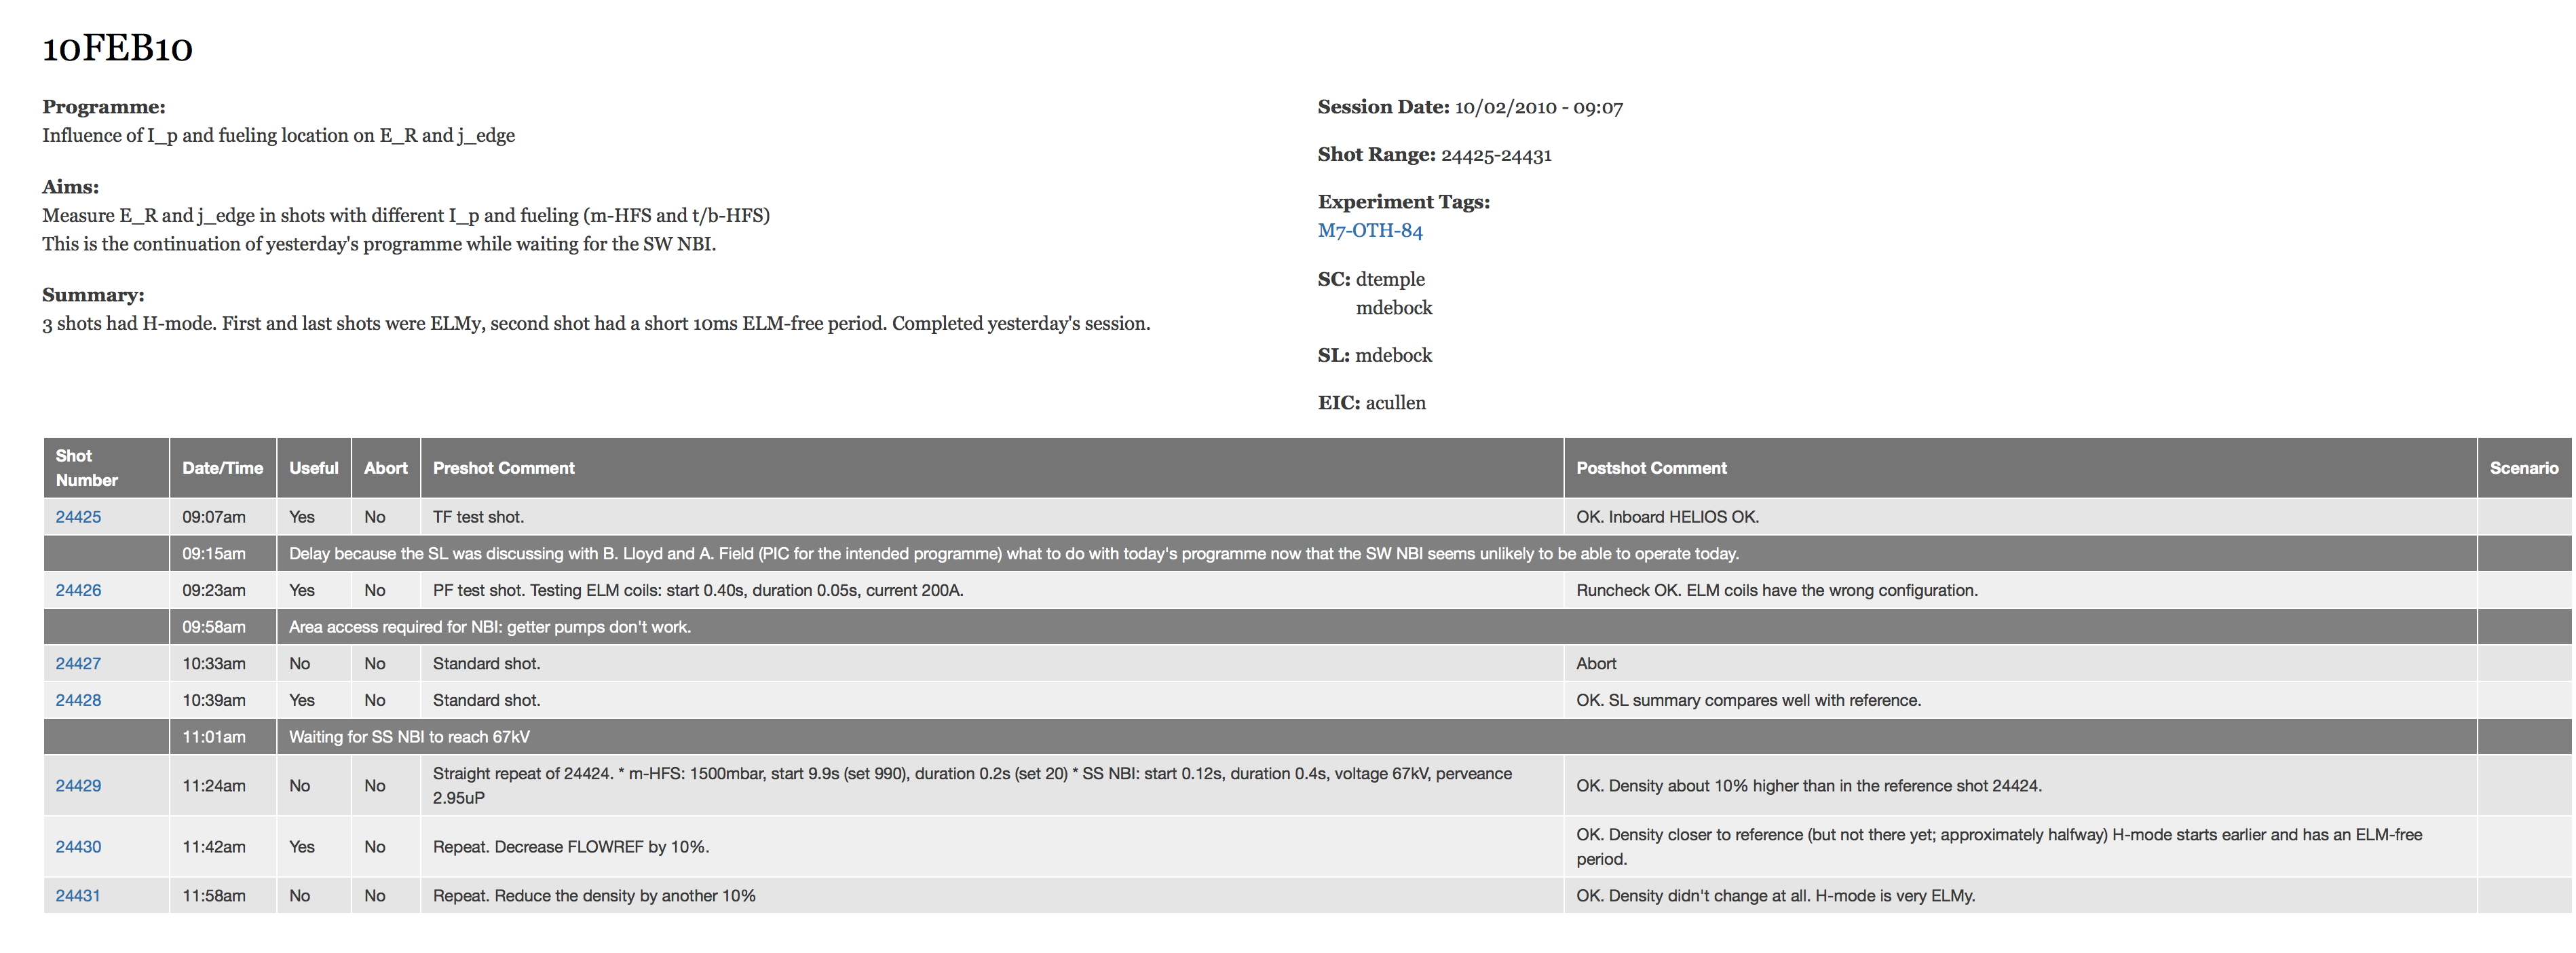 10FEB10
Programme:
Influence of I_p and fueling location on E_R and j_edge
Aims:
Measure E_R and j_edge in shots with different I_p and fueling (m-HFS and t/b-HFS)
This is the continuation of yesterday's programme while waiting for the SW NBI.
Summary:
3 shots had H-mode. First and last shots were ELMy, second shot had a short 10ms ELM-free period. Completed yesterday's session.
Session Date: 10/02/2010 - 09:07
Shot Range: 24425-24431
Experiment Tags:
M7-OTH-84
SC: dtemple
mdebock
SL: mdebock
EIC: acullen
Shot Number Date/Time Useful Abort Preshot Comment Postshot Comment Scenario
24425 09:07am Yes No TF test shot. OK. Inboard HELIOS OK.
09:15am Delay because the SL was discussing with B. Lloyd and A. Field (PIC for the intended programme) what to do with today's programme now that the SW NBI seems unlikely to be able to operate today.
24426 09:23am Yes No PF test shot. Testing ELM coils: start 0.40s, duration 0.05s, current 200A. Runcheck OK. ELM coils have the wrong configuration.
09:58am Area access required for NBI: getter pumps don't work.
24427 10:33am No No Standard shot. Abort
24428 10:39am Yes No Standard shot. OK. SL summary compares well with reference.
11:01am Waiting for SS NBI to reach 67kV
24429 11:24am No No Straight repeat of 24424. * m-HFS: 1500mbar, start 9.9s (set 990), duration 0.2s (set 20) * SS NBI: start 0.12s, duration 0.4s, voltage 67kV, perveance 2.95uP OK. Density about 10% higher than in the reference shot 24424.
24430 11:42am Yes No Repeat. Decrease FLOWREF by 10%. OK. Density closer to reference (but not there yet; approximately halfway) H-mode starts earlier and has an ELM-free period.
24431 11:58am No No Repeat. Reduce the density by another 10% OK. Density didn't change at all. H-mode is very ELMy.